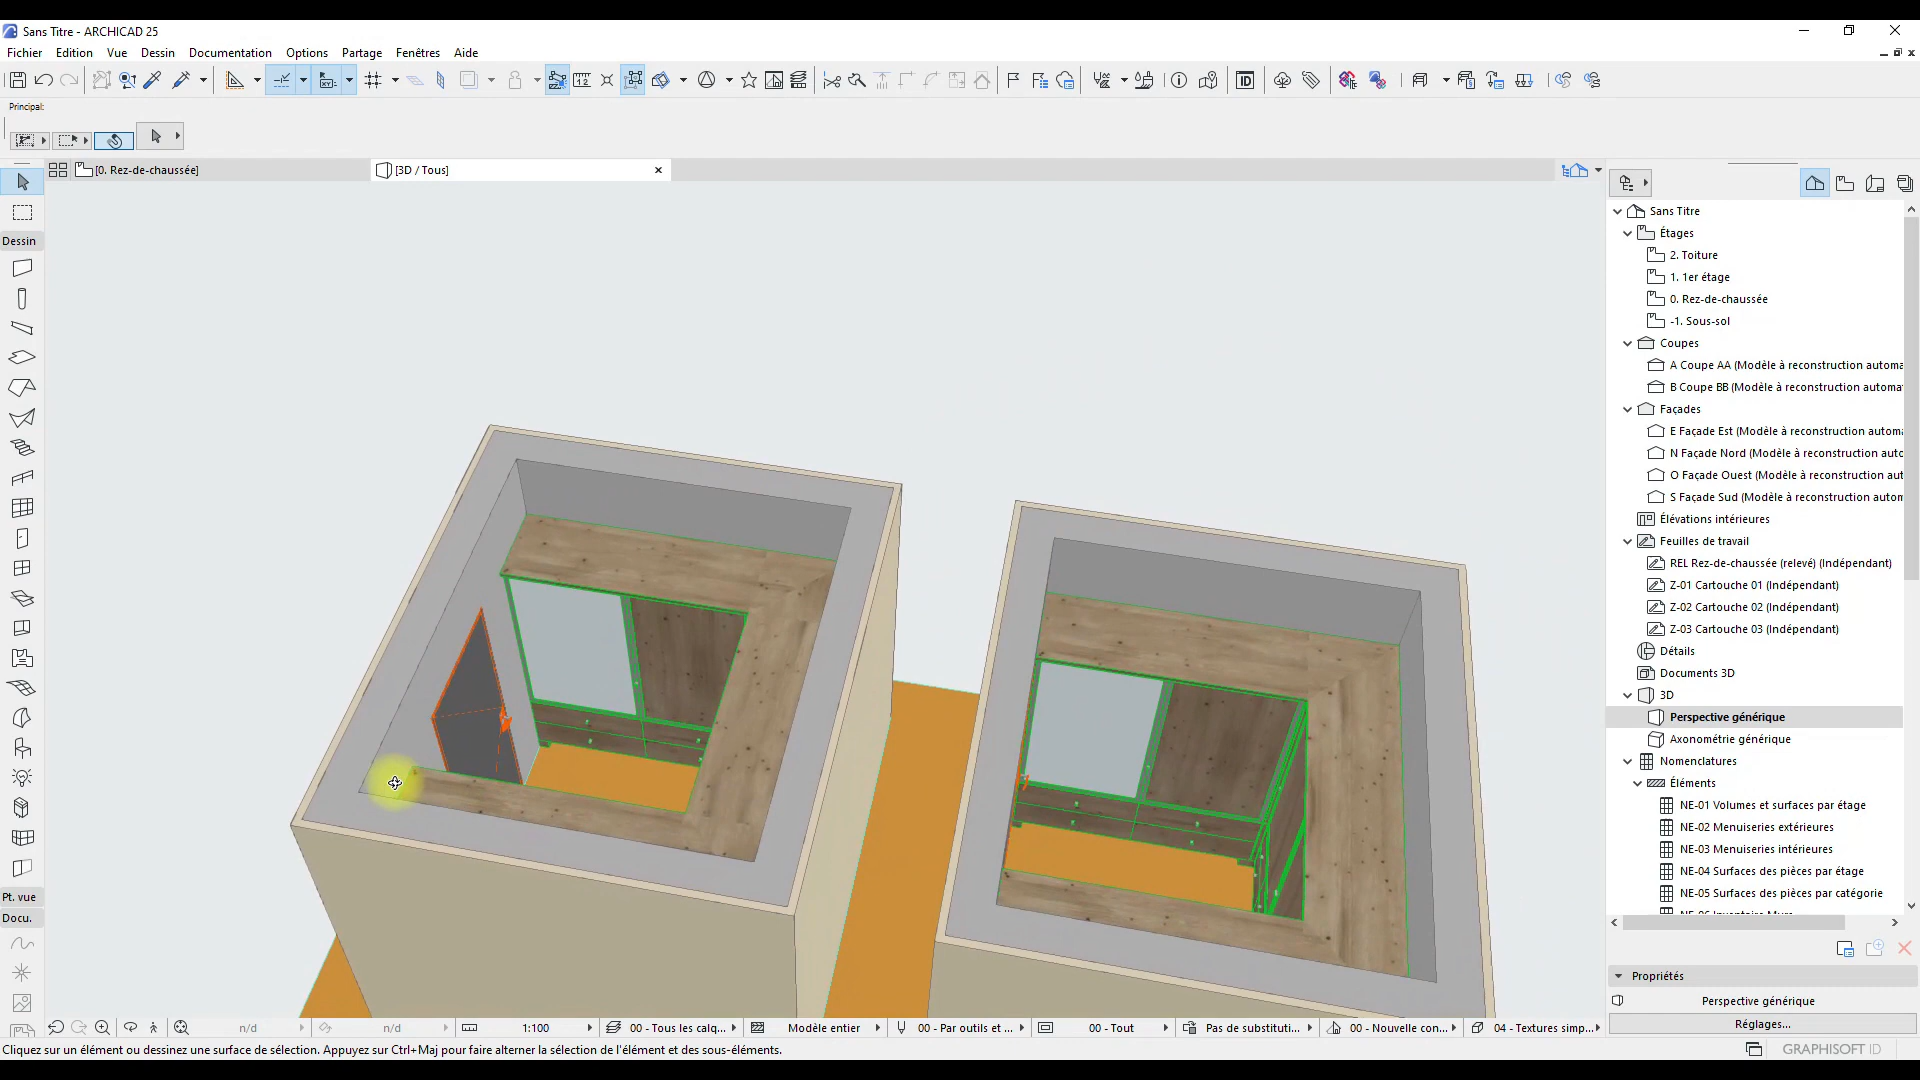 Sans Titre - ARCHICAD 25
Fichier Edition Vue Dessin Documentation Options Partage Fenêtres Aide
Principal:
[0. Rez-de-chaussée]
[3D / Tous]
Dessin
Pt. vue
Docu.
Sans Titre
Étages
2. Toiture
1. 1er étage
0. Rez-de-chaussée
-1. Sous-sol
Coupes
A Coupe AA (Modèle à reconstruction automa
B Coupe BB (Modèle à reconstruction automa
Façades
E Façade Est (Modèle à reconstruction autom
N Façade Nord (Modèle à reconstruction auto
O Façade Ouest (Modèle à reconstruction aut
S Façade Sud (Modèle à reconstruction auton
Élévations intérieures
Feuilles de travail
REL Rez-de-chaussée (relevé) (Indépendant)
Z-01 Cartouche 01 (Indépendant)
Z-02 Cartouche 02 (Indépendant)
Z-03 Cartouche 03 (Indépendant)
Détails
Documents 3D
3D
Perspective générique
Axonométrie générique
Nomenclatures
Éléments
NE-01 Volumes et surfaces par étage
NE-02 Menuiseries extérieures
NE-03 Menuiseries intérieures
NE-04 Surfaces des pièces par étage
NE-05 Surfaces des pièces par catégorie
Propriétés
Perspective générique
Réglages...
n/d n/d 1:100 00 - Tous les calq... Modèle entier 00 - Par outils et ... 00 - Tout Pas de substituti... 00 - Nouvelle con... 04 - Textures simp...
Cliquez sur un élément ou dessinez une surface de sélection. Appuyez sur Ctrl+Maj pour faire alterner la sélection de l'élément et des sous-éléments.
GRAPHISOFT ID